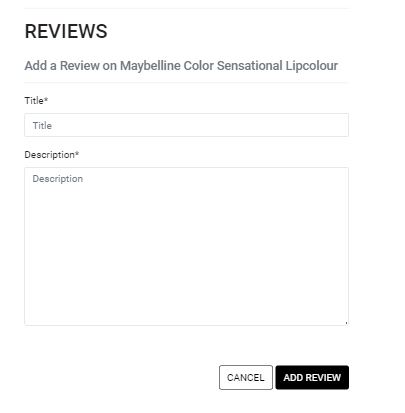 REVIEWS
Add a Review on Maybelline Color Sensational Lipcolour
Title*
Title
Description*
Description
CANCEL ADD REVIEW